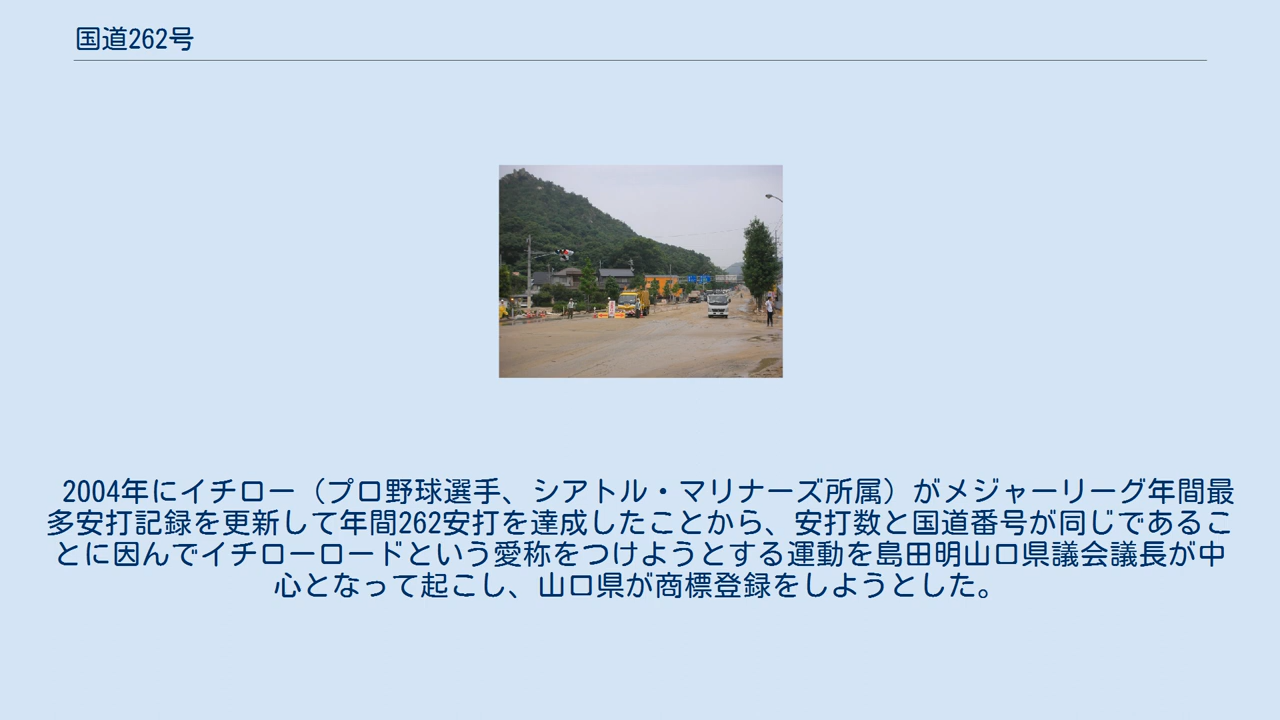 国道262号
2004年にイチロー（プロ野球選手、シアトル・マリナーズ所属）がメジャーリーグ年間最
多安打記録を更新して年間262安打を達成したことから、安打数と国道番号が同じであるこ
とに因んでイチローロードという愛称をつけようとする運動を島田明山口県議会議長が中
心となって起こし、山口県が商標登録をしようとした。